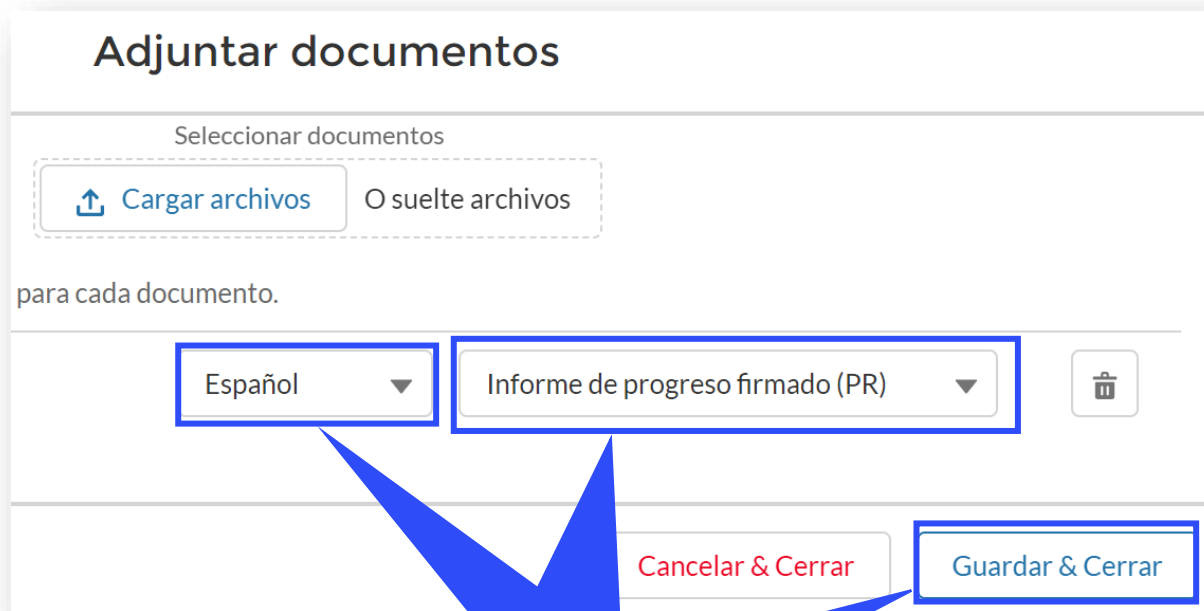 Adjuntar documentos
Seleccionar documentos
Cargar archivos O suelte archivos
para cada documento.
Español Informe de progreso firmado (PR)
Cancelar & Cerrar Guardar & Cerrar